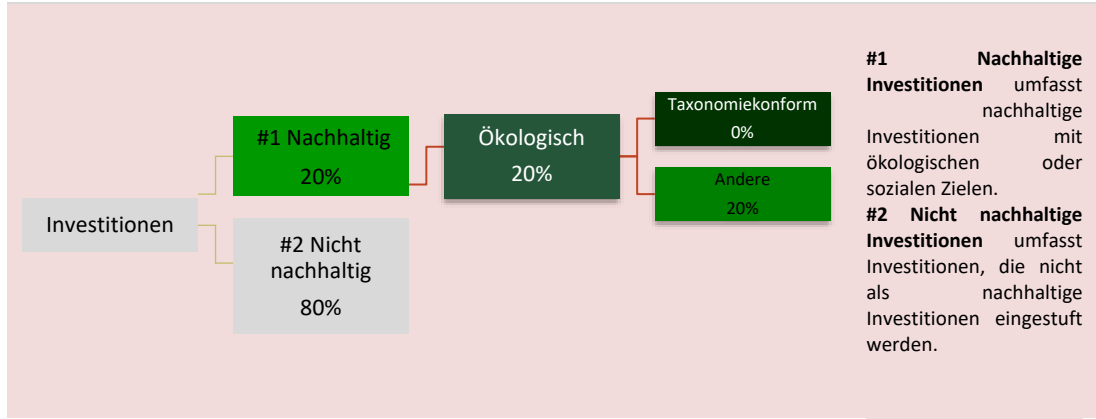 Investitionen
#1 Nachhaltig
20%
#2 Nicht
nachhaltig
80%
Ökologisch
20%
Taxonomiekonform
0%
Andere
20%
#1 Nachhaltige
Investitionen umfasst
nachhaltige
Investitionen mit
ökologischen oder
sozialen Zielen.
#2 Nicht nachhaltige
Investitionen umfasst
Investitionen, die nicht
als nachhaltige
Investitionen eingestuft
werden.